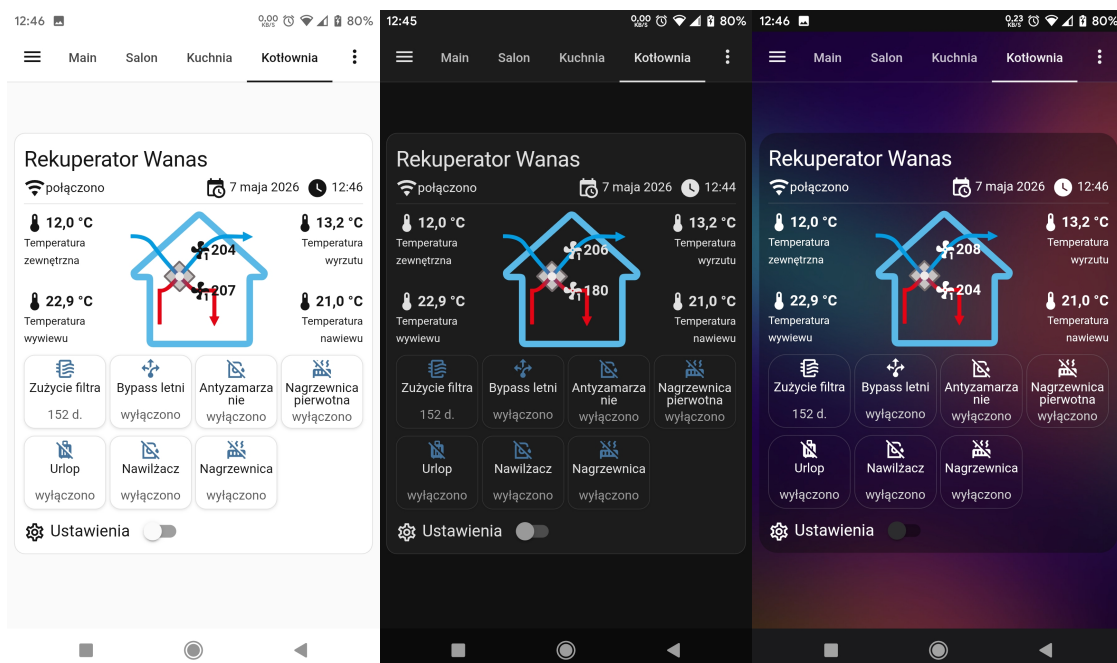 12:46 0,00 KB/S 80%
Main Salon Kuchnia Kotłownia
Rekuperator Wanas
połączono 7 maja 2026 12:46
12,0 °C 13,2 °C
Temperatura zewnętrzna Temperatura wyrzutu
204
207
22,9 °C 21,0 °C
Temperatura wywiewu Temperatura nawiewu
Zużycie filtra Bypass letni Antyzamarza nie Nagrzewnica pierwotna
152 d. wyłączono wyłączono wyłączono
Urlop Nawilżacz Nagrzewnica
wyłączono wyłączono wyłączono
Ustawienia
12:45 0,00 KB/S 80%
Main Salon Kuchnia Kotłownia
Rekuperator Wanas
połączono 7 maja 2026 12:44
12,0 °C 13,2 °C
Temperatura zewnętrzna Temperatura wyrzutu
206
180
22,9 °C 21,0 °C
Temperatura wywiewu Temperatura nawiewu
Zużycie filtra Bypass letni Antyzamarza nie Nagrzewnica pierwotna
152 d. wyłączono wyłączono wyłączono
Urlop Nawilżacz Nagrzewnica
wyłączono wyłączono wyłączono
Ustawienia
12:46 0,23 KB/S 80%
Main Salon Kuchnia Kotłownia
Rekuperator Wanas
połączono 7 maja 2026 12:46
12,0 °C 13,2 °C
Temperatura zewnętrzna Temperatura wyrzutu
208
204
22,9 °C 21,0 °C
Temperatura wywiewu Temperatura nawiewu
Zużycie filtra Bypass letni Antyzamarza nie Nagrzewnica pierwotna
152 d. wyłączono wyłączono wyłączono
Urlop Nawilżacz Nagrzewnica
wyłączono wyłączono wyłączono
Ustawienia